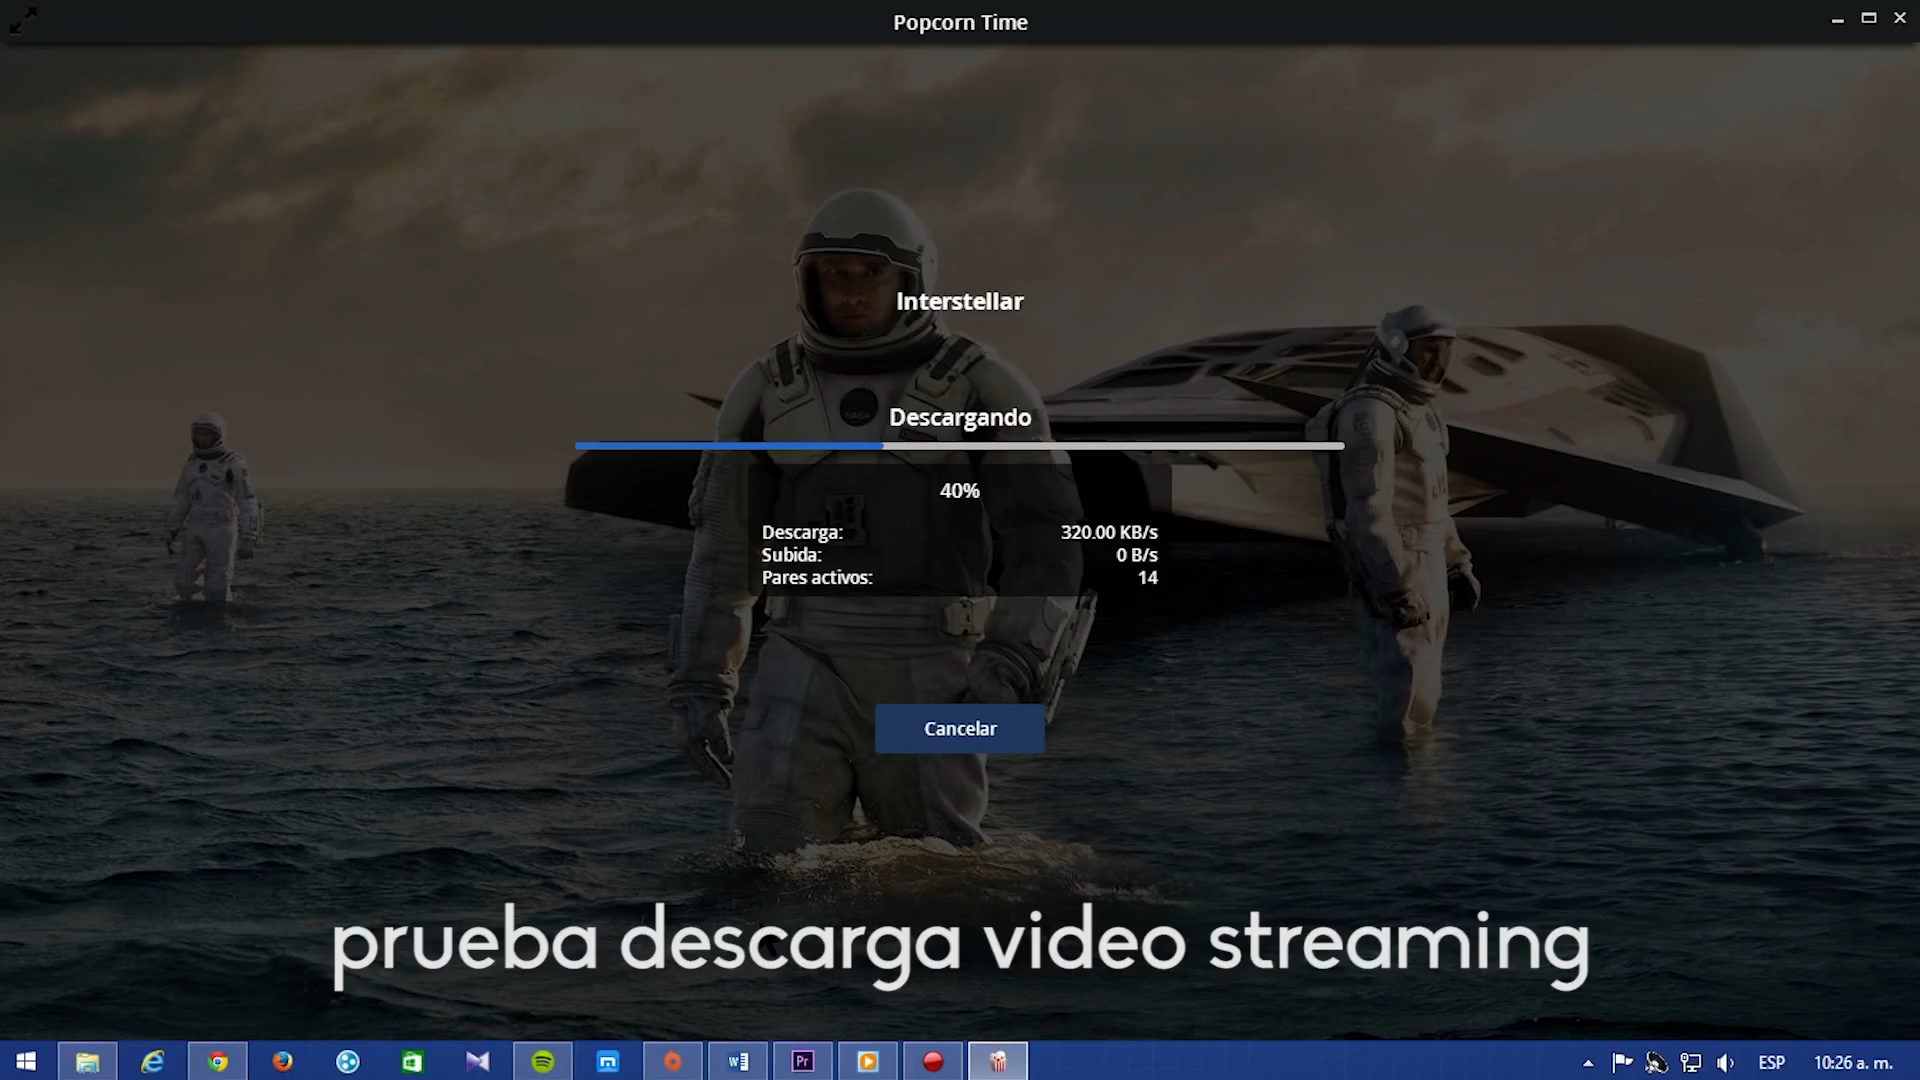 Popcorn Time
Interstellar
Descargando
40%
Descarga: 320.00 KB/s
Subida: 0 B/s
Pares activos: 14
Cancelar
prueba descarga video streaming
ESP 10:26 a. m.